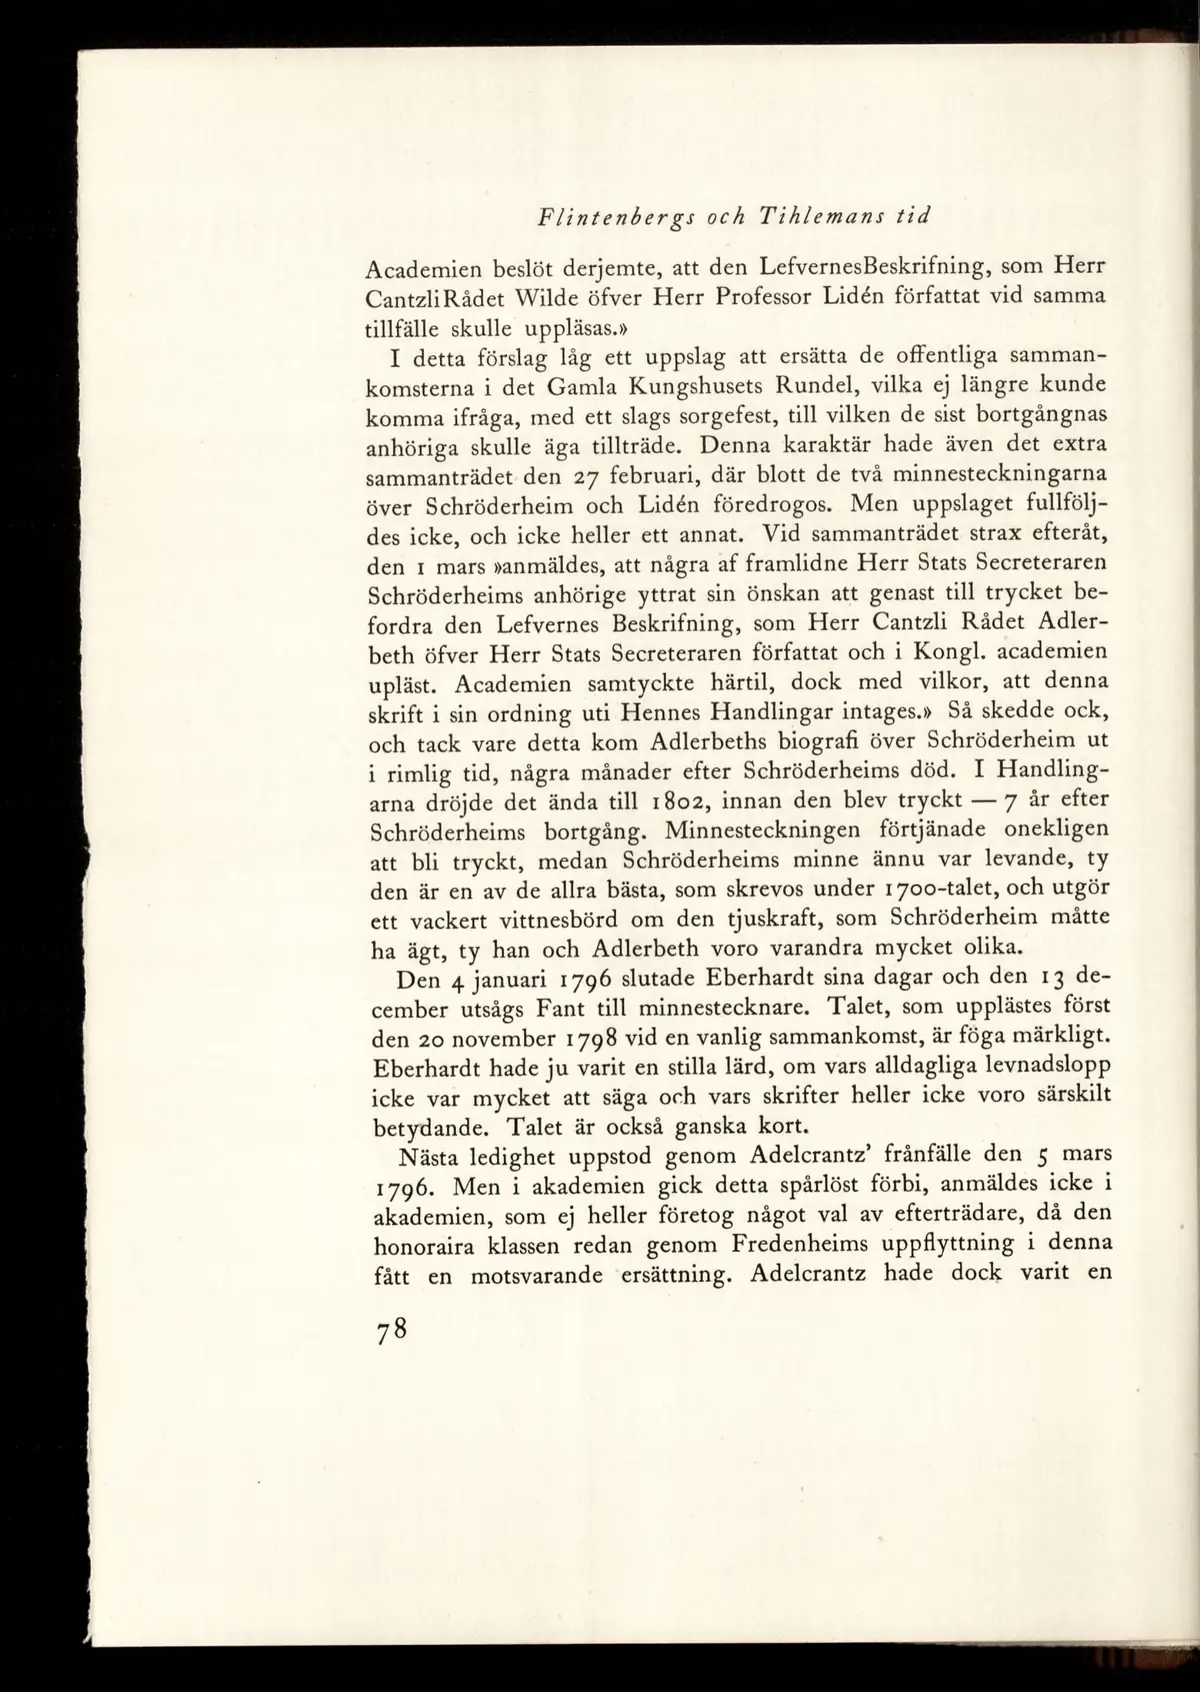 Flintenbergs och Tihlemans tid
Academien beslöt derjemte, att den LefvernesBeskrifning, som Herr
CantzliRådet Wilde öfver Herr Professor Lidén författat vid samma
tillfälle skulle uppläsas.»
I detta förslag låg ett uppslag att ersätta de offentliga samman-
komsterna i det Gamla Kungshusets Rundel, vilka ej längre kunde
komma ifråga, med ett slags sorgefest, till vilken de sist bortgångnas
anhöriga skulle äga tillträde. Denna karaktär hade även det extra
sammanträdet den 27 februari, där blott de två minnesteckningarna
över Schröderheim och Lidén föredrogos. Men uppslaget fullfölj-
des icke, och icke heller ett annat. Vid sammanträdet strax efteråt,
den 1 mars »anmäldes, att några af framlidne Herr Stats Secreteraren
Schröderheims anhörige yttrat sin önskan att genast till trycket be-
fordra den Lefvernes Beskrifning, som Herr Cantzli Rådet Adler-
beth öfver Herr Stats Secreteraren författat och i Kongl. academien
upläst. Academien samtyckte härtil, dock med vilkor, att denna
skrift i sin ordning uti Hennes Handlingar intages.» Så skedde ock,
och tack vare detta kom Adlerbeths biografi över Schröderheim ut
i rimlig tid, några månader efter Schröderheims död. I Handling-
arna dröjde det ända till 1802, innan den blev tryckt — 7 år efter
Schröderheims bortgång. Minnesteckningen förtjänade onekligen
att bli tryckt, medan Schröderheims minne ännu var levande, ty
den är en av de allra bästa, som skrevos under 1700-talet, och utgör
ett vackert vittnesbörd om den tjuskraft, som Schröderheim måtte
ha ägt, ty han och Adlerbeth voro varandra mycket olika.
Den 4 januari 1796 slutade Eberhardt sina dagar och den 13 de-
cember utsågs Fant till minnestecknare. Talet, som upplästes först
den 20 november 1798 vid en vanlig sammankomst, är föga märkligt.
Eberhardt hade ju varit en stilla lärd, om vars alldagliga levnadslopp
icke var mycket att säga och vars skrifter heller icke voro särskilt
betydande. Talet är också ganska kort.
Nästa ledighet uppstod genom Adelcrantz’ frånfälle den 5 mars
1796. Men i akademien gick detta spårlöst förbi, anmäldes icke i
akademien, som ej heller företog något val av efterträdare, då den
honoraira klassen redan genom Fredenheims uppflyttning i denna
fått en motsvarande ersättning. Adelcrantz hade dock varit en
78